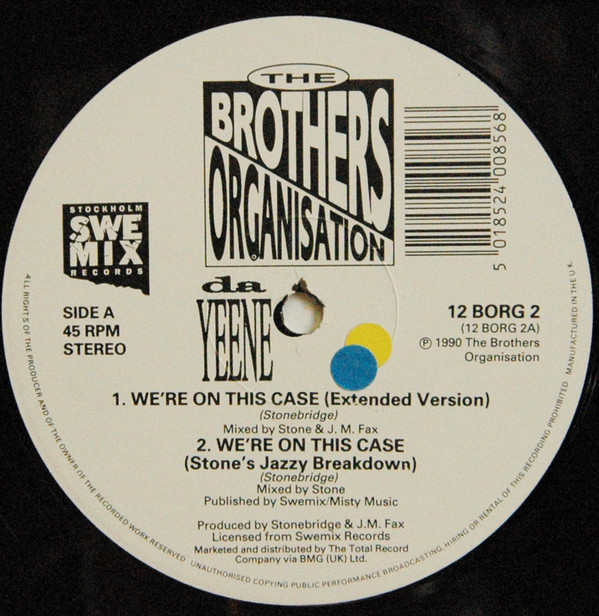 THE
BROTHERS
ORGANISATION
5 018524 008568
STOCKHOLM
SWE
MIX
RECORDS
da
YEENE
SIDE A
45 RPM
STEREO
12 BORG 2
(12 BORG 2A)
Ⓟ 1990 The Brothers
Organisation
1. WE'RE ON THIS CASE (Extended Version)
(Stonebridge)
Mixed by Stone & J. M. Fax
2. WE'RE ON THIS CASE
(Stone's Jazzy Breakdown)
(Stonebridge)
Mixed by Stone
Published by Swemix/Misty Music
Produced by Stonebridge & J.M. Fax
Licensed from Swemix Records
Marketed and distributed by The Total Record
Company via BMG (UK) Ltd.
ALL RIGHTS OF THE PRODUCER AND OF THE OWNER OF THE RECORDED WORK RESERVED UNAUTHORISED COPYING PUBLIC PERFORMANCE BROADCASTING, HIRING OR RENTAL OF THIS RECORDING PROHIBITED MANUFACTURED IN THE U.K.